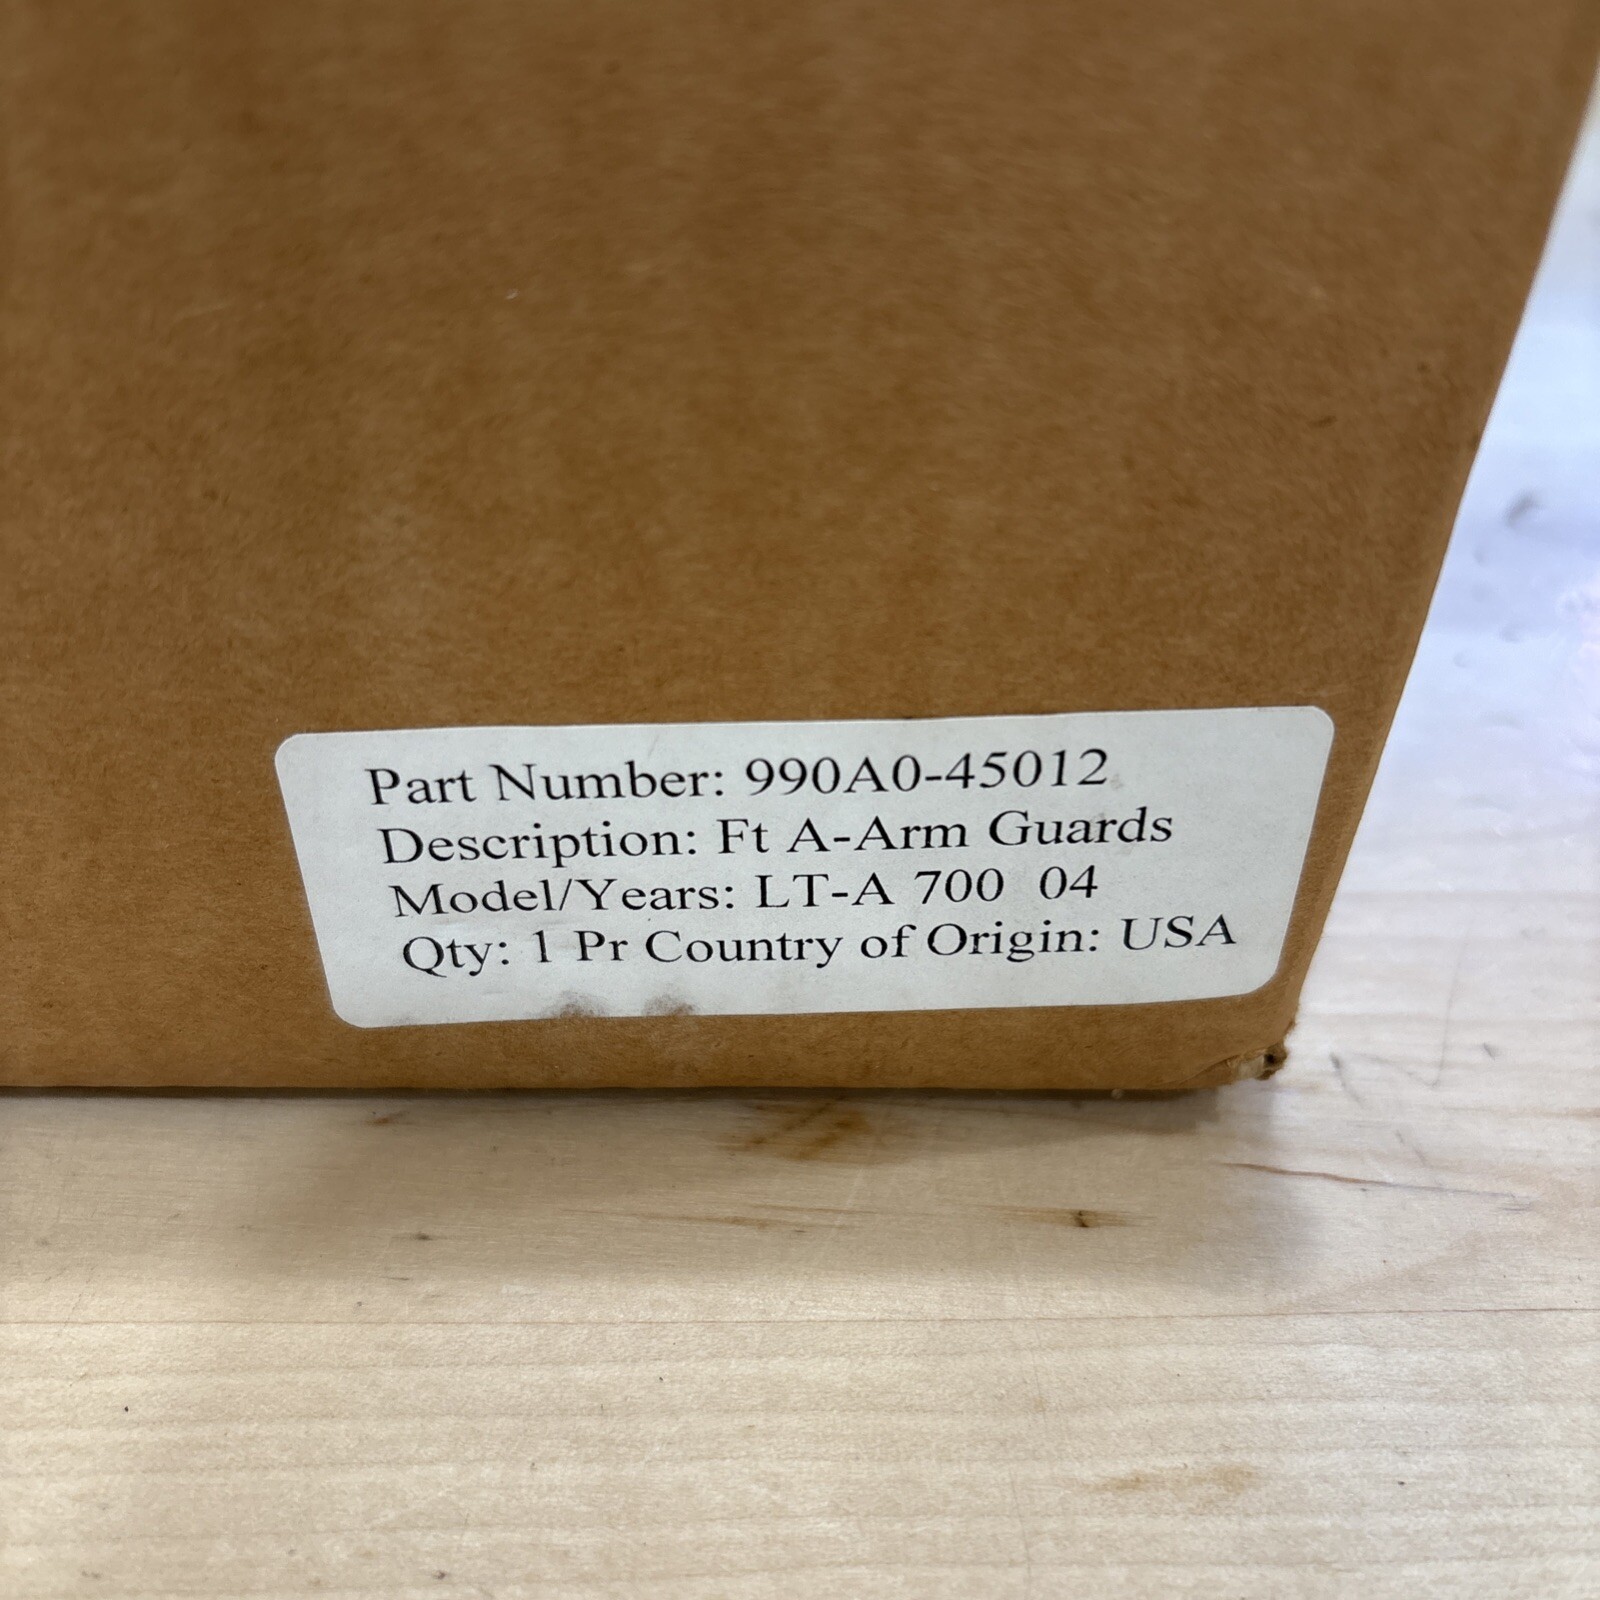 Part Number: 990A0-45012
Description: Ft A-Arm Guards
Model/Years: LT-A 700 04
Qty: 1 Pr Country of Origin: USA